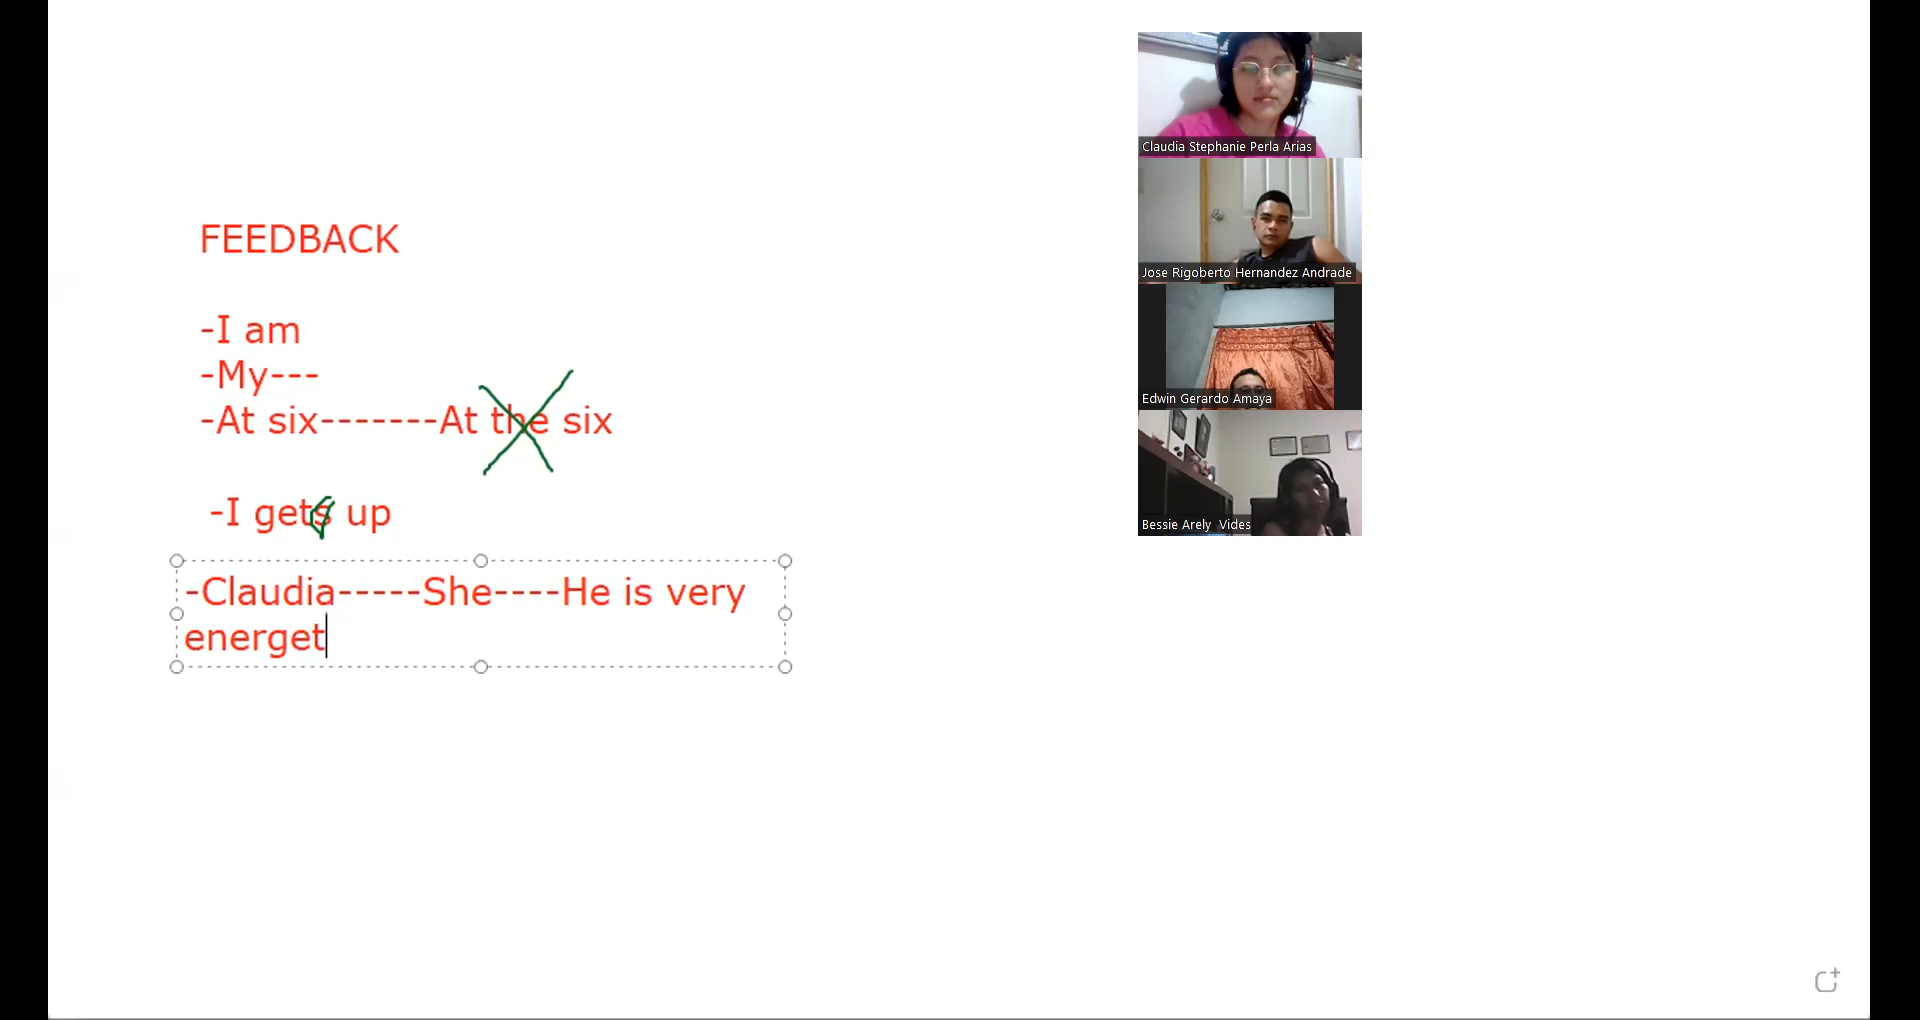 FEEDBACK
-I am
-My---
-At six-------At the six
-I gets up
-Claudia-----She----He is very
energet
Claudia Stephanie Perla Arias
Jose Rigoberto Hernandez Andrade
Edwin Gerardo Amaya
Bessie Arely Vides